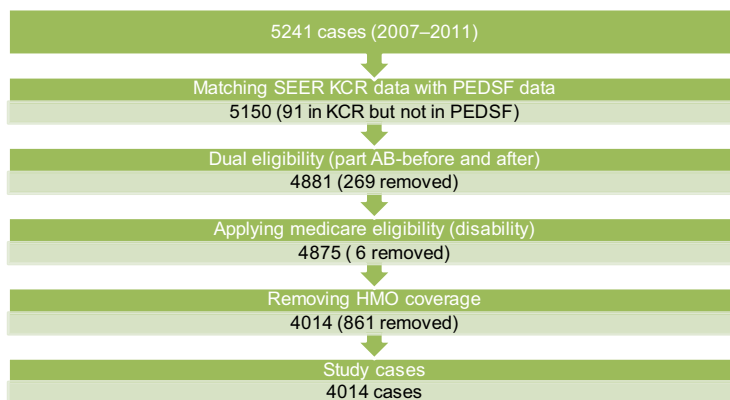 5241 cases (2007–2011)
Matching SEER KCR data with PEDSF data
5150 (91 in KCR but not in PEDSF)
Dual eligibility (part AB-before and after)
4881 (269 removed)
Applying medicare eligibility (disability)
4875 ( 6 removed)
Removing HMO coverage
4014 (861 removed)
Study cases
4014 cases